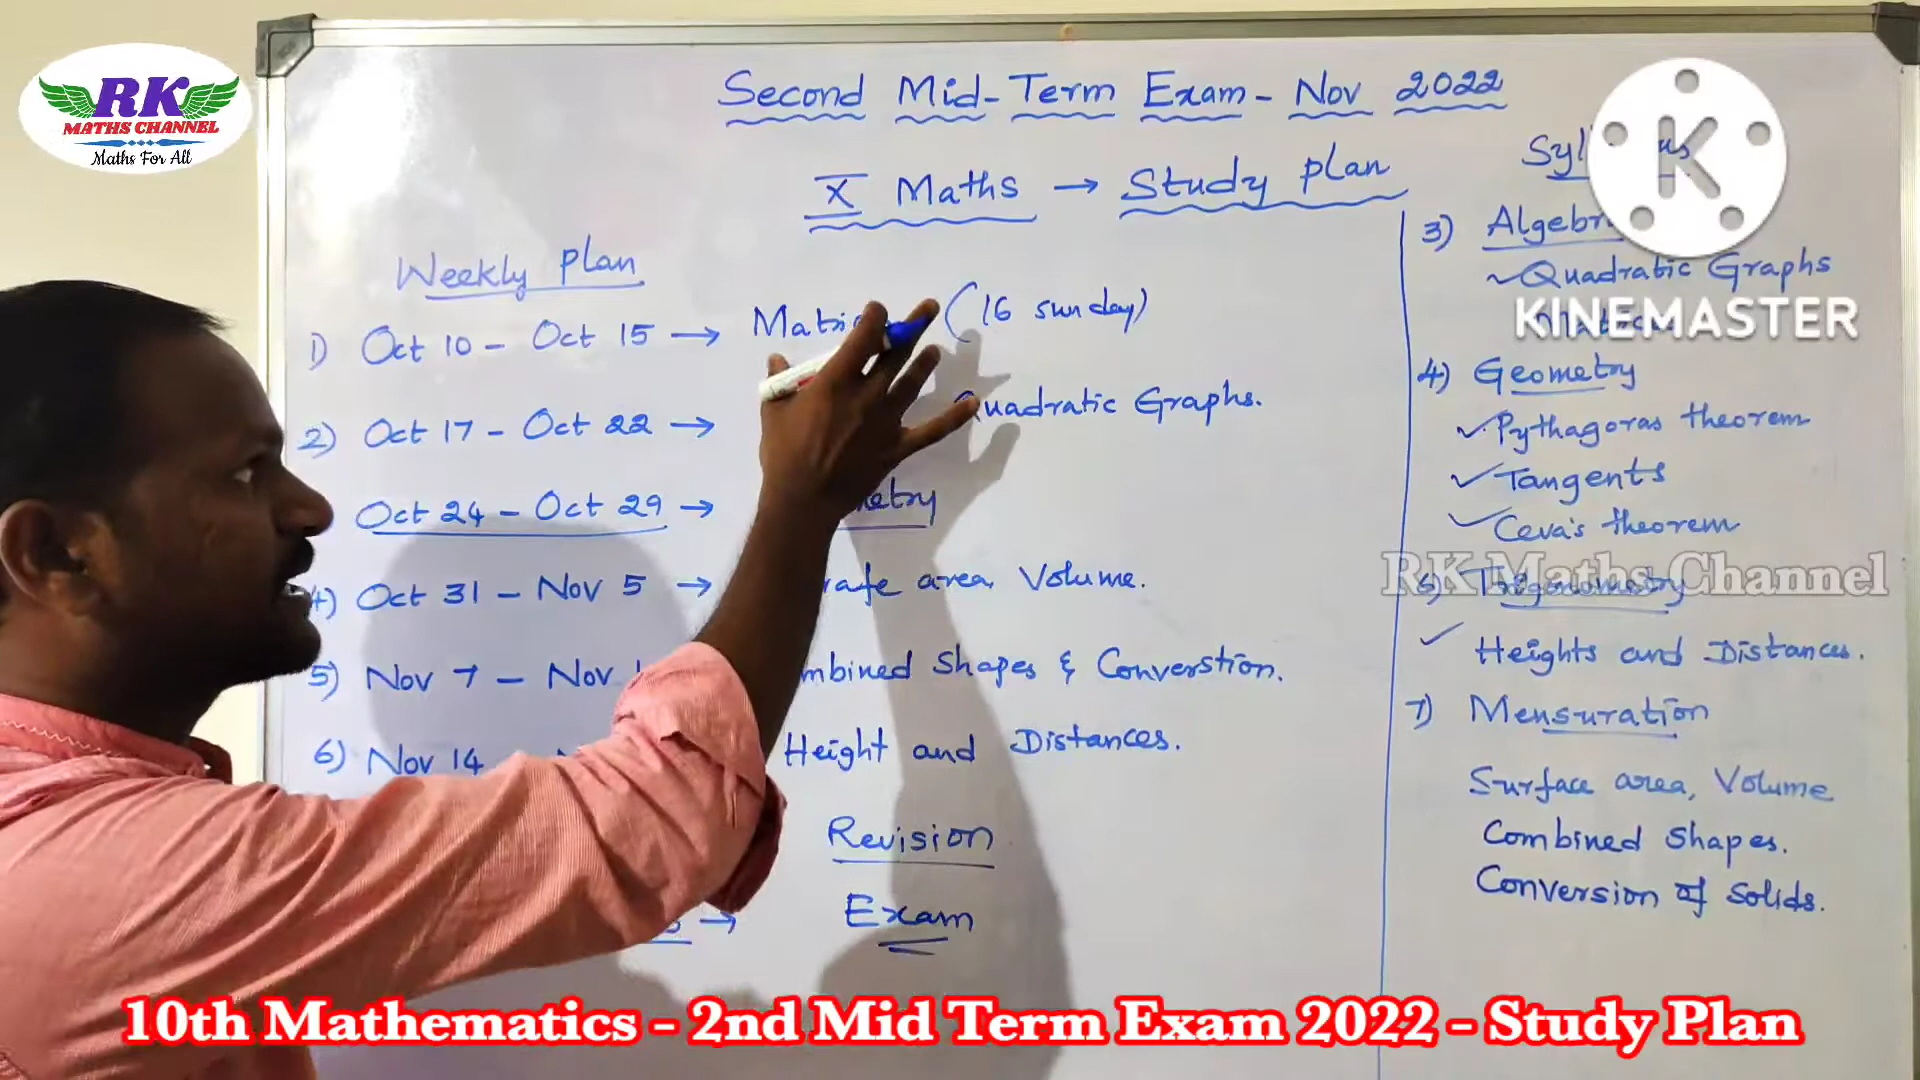 RK
MATHS CHANNEL
Maths For All
Second Mid-Term Exam - Nov 2022
X Maths → Study plan
Weekly plan
1) Oct 10 - Oct 15 → (16 sunday)
2) Oct 17 - Oct 22 → Quadratic Graphs.
Oct 24 - Oct 29 →
4) Oct 31 - Nov 5 → area, Volume.
5) Nov 7 - Nov Shapes & Converstion.
6) Nov 14 Height and Distances.
Revision
→ Exam
3)
Quadratic Graphs
4) Geometry
Pythagoras theorem
Tangents
Ceva's theorem
6) Trigonometry
Heights and Distances.
7) Mensuration
Surface area, Volume
Combined Shapes.
Conversion of Solids.
K
KINEMASTER
RK Maths Channel
10th Mathematics - 2nd Mid Term Exam 2022 - Study Plan